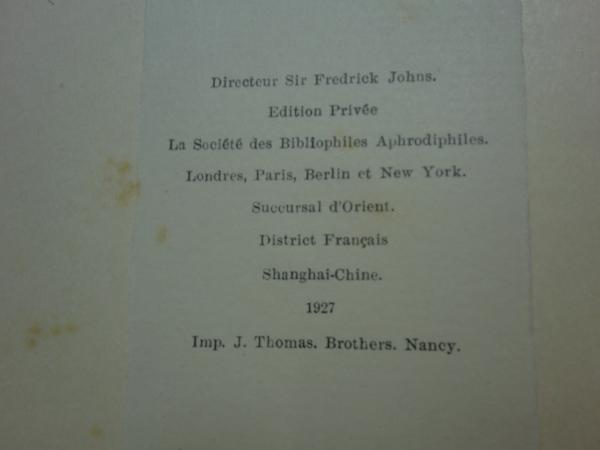 Directeur Sir Fredrick Johns.
Edition Privée
La Société des Bibliophiles Aphrodiphiles.
Londres, Paris, Berlin et New York.
Succursal d'Orient.
District Français
Shanghai-Chine.
1927
Imp. J. Thomas. Brothers. Nancy.